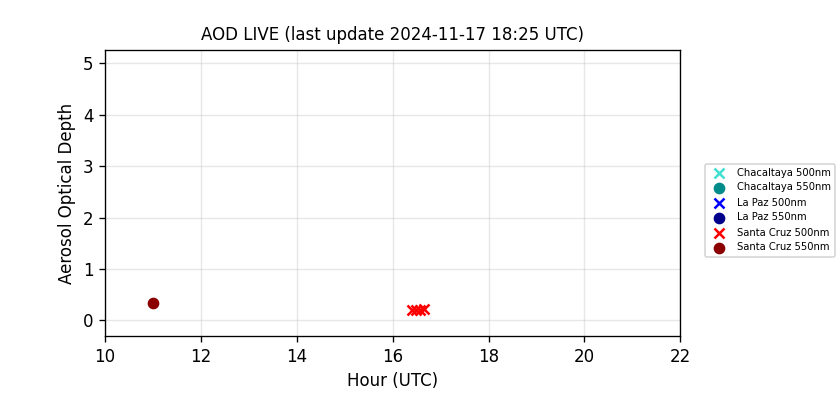 AOD LIVE (last update 2024-11-17 18:25 UTC)
Aerosol Optical Depth
5
4
3
2
1
0
10 12 14 16 18 20 22
Hour (UTC)
Chacaltaya 500nm
Chacaltaya 550nm
La Paz 500nm
La Paz 550nm
Santa Cruz 500nm
Santa Cruz 550nm